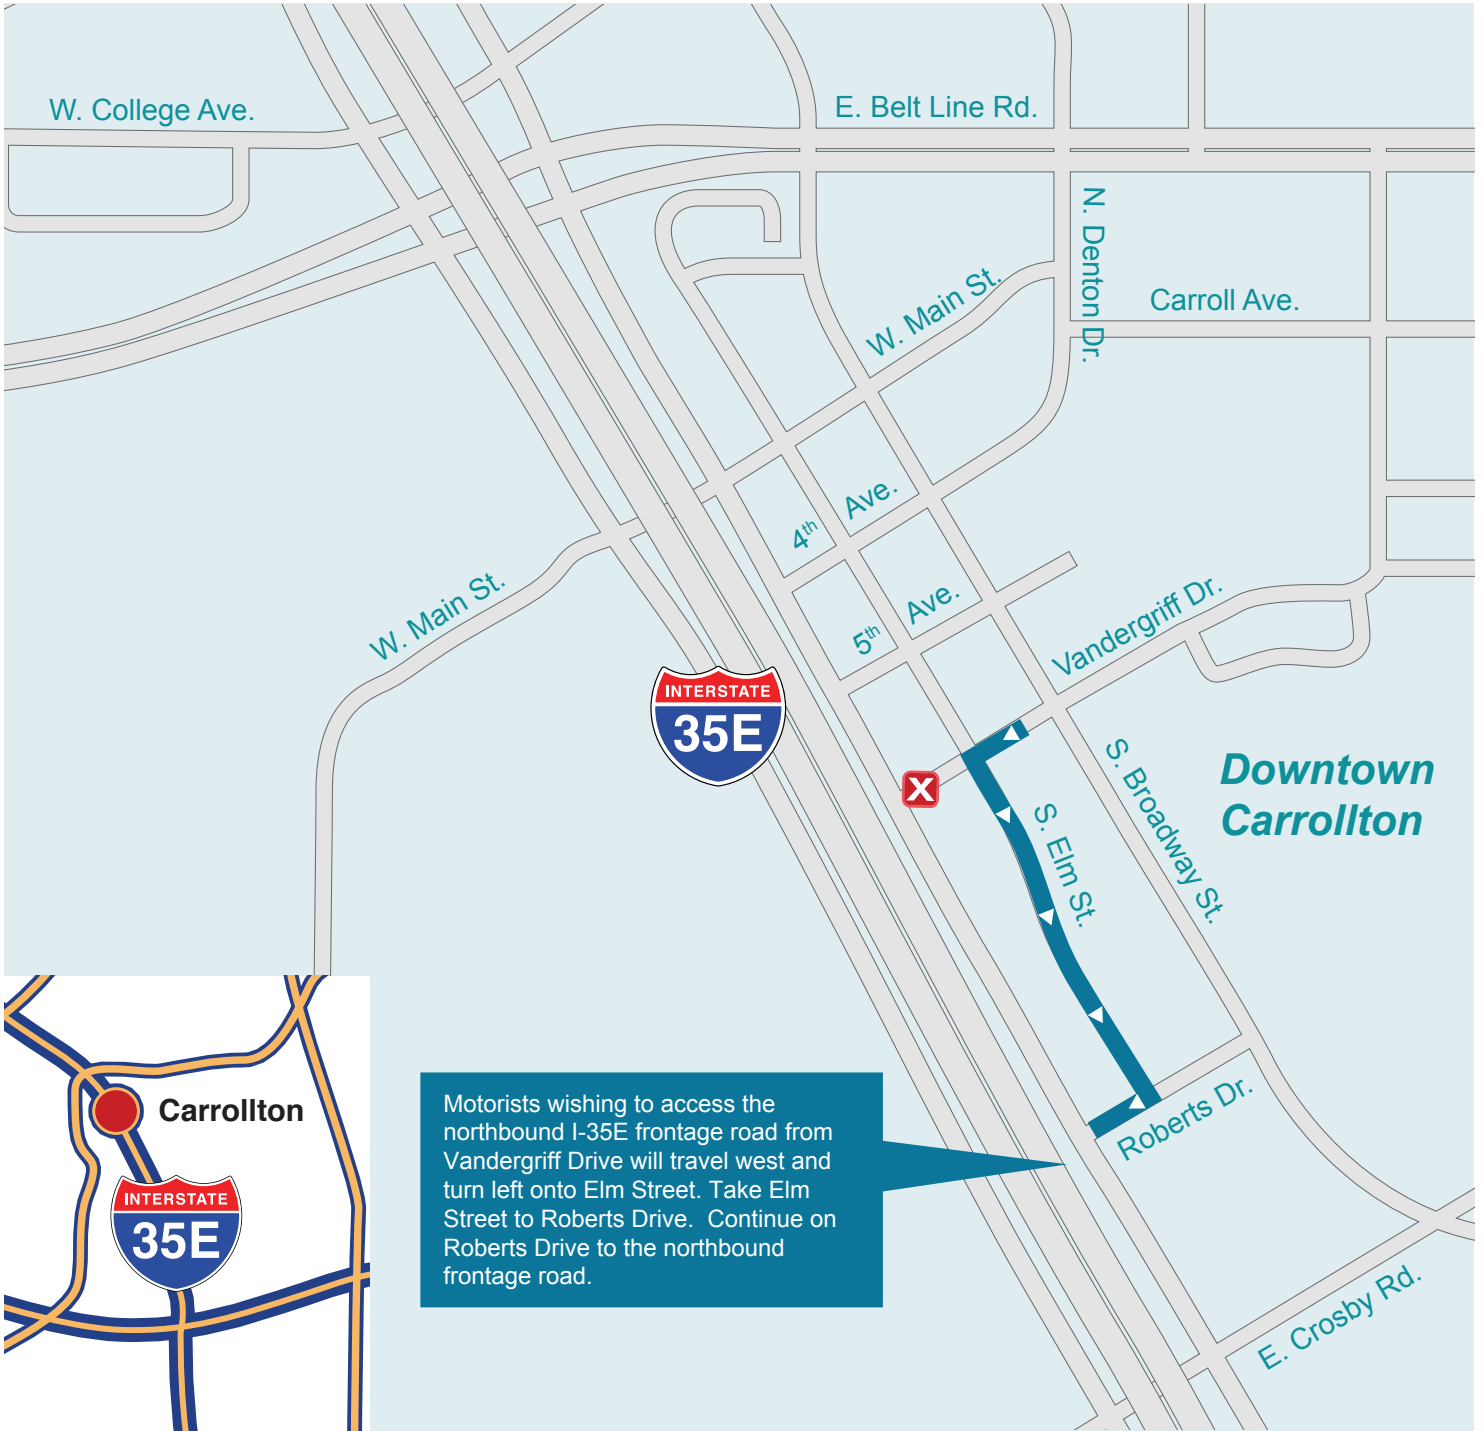 W. College Ave.
E. Belt Line Rd.
N. Denton Dr.
W. Main St.
Carroll Ave.
4th Ave.
W. Main St.
5th Ave.
Vandergriff Dr.
INTERSTATE
35E
X
S. Elm St.
S. Broadway St.
Downtown
Carrollton
Motorists wishing to access the
northbound I-35E frontage road from
Vandergriff Drive will travel west and
turn left onto Elm Street. Take Elm
Street to Roberts Drive.  Continue on
Roberts Drive to the northbound
frontage road.
Roberts Dr.
E. Crosby Rd.
Carrollton
INTERSTATE
35E